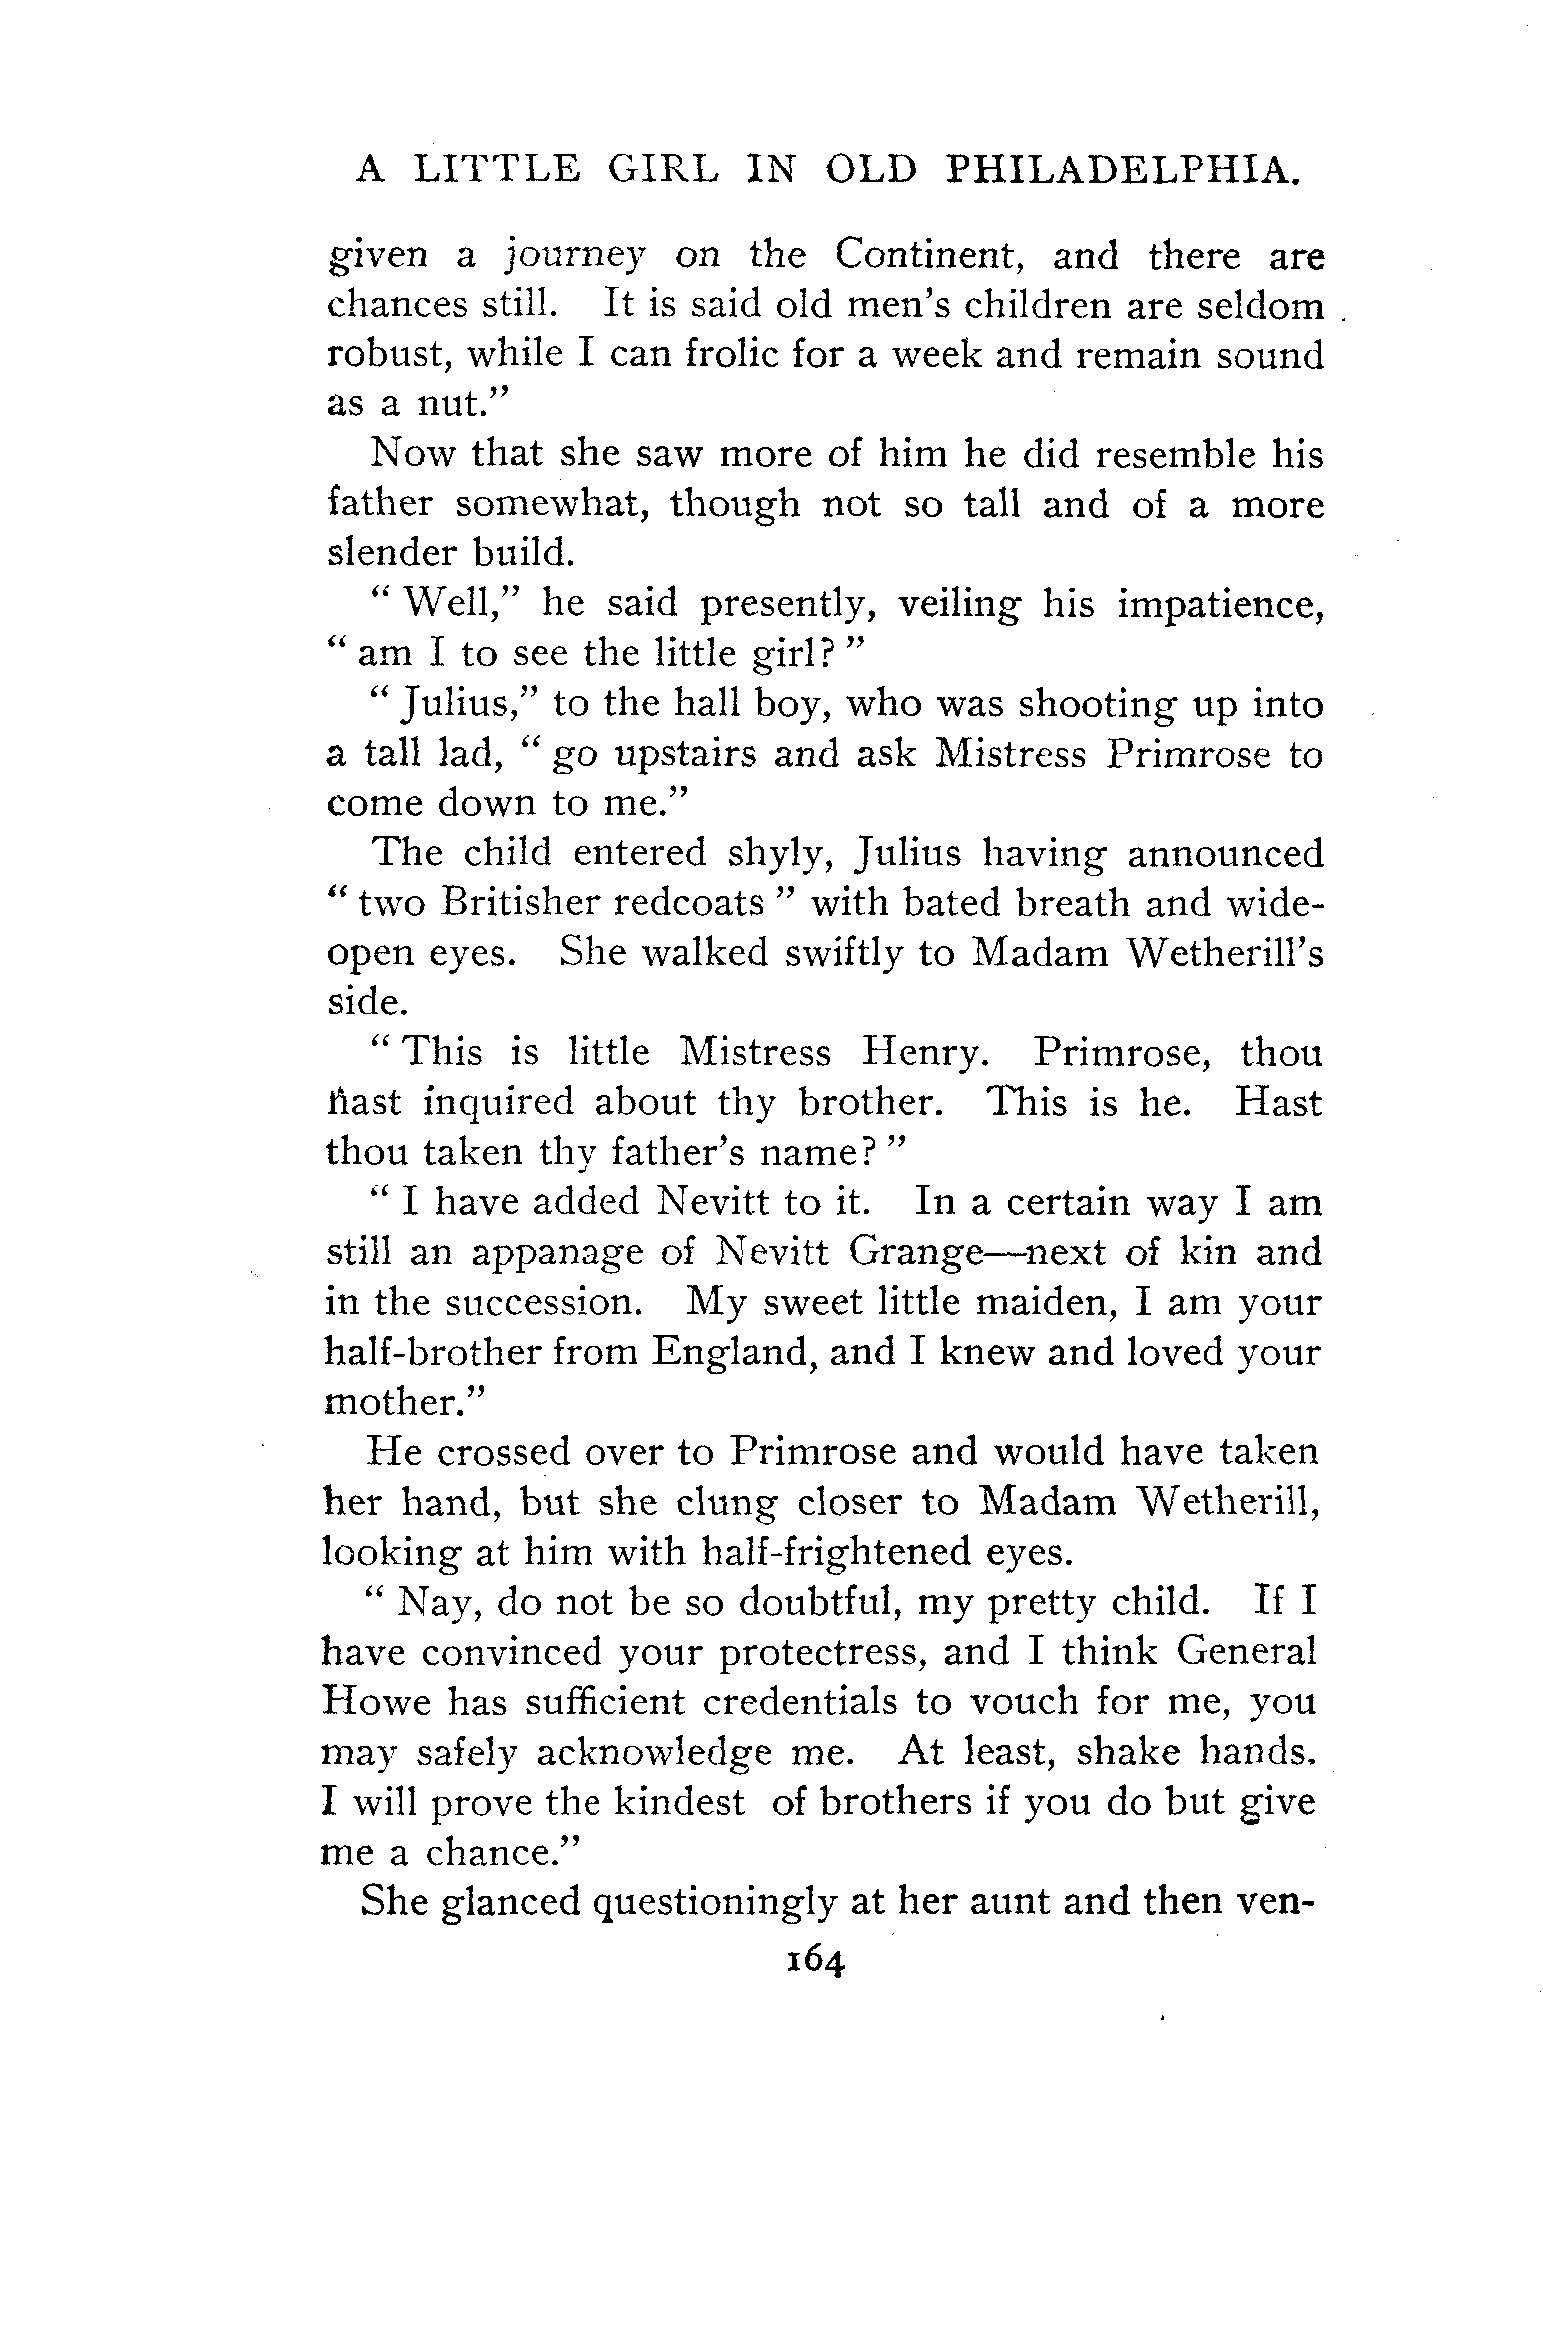 A LITTLE GIRL IN OLD PHILADELPHIA.
given a journey on the Continent, and there are
chances still. It is said old men's children are seldom
robust, while I can frolic for a week and remain sound
as a nut."
Now that she saw more of him he did resemble his
father somewhat, though not so tall and of a more
slender build.
" Well," he said presently, veiling his impatience,
" am I to see the little girl? "
" Julius," to the hall boy, who was shooting up into
a tall lad, " go upstairs and ask Mistress Primrose to
come down to me."
The child entered shyly, Julius having announced
" two Britisher redcoats " with bated breath and wide-
open eyes. She walked swiftly to Madam Wetherill's
side.
" This is little Mistress Henry. Primrose, thou
hast inquired about thy brother. This is he. Hast
thou taken thy father's name? "
" I have added Nevitt to it. In a certain way I am
still an appanage of Nevitt Grange—next of kin and
in the succession. My sweet little maiden, I am your
half-brother from England, and I knew and loved your
mother."
He crossed over to Primrose and would have taken
her hand, but she clung closer to Madam Wetherill,
looking at him with half-frightened eyes.
" Nay, do not be so doubtful, my pretty child. If I
have convinced your protectress, and I think General
Howe has sufficient credentials to vouch for me, you
may safely acknowledge me. At least, shake hands.
I will prove the kindest of brothers if you do but give
me a chance."
She glanced questioningly at her aunt and then ven-
164